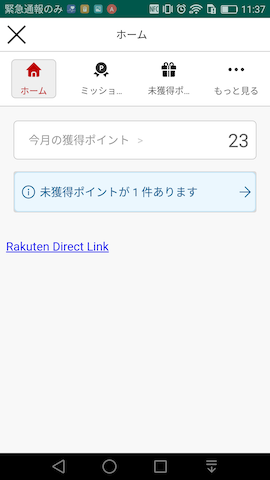 緊急通報のみ
11:37
ホーム
ホーム
ミッショ...
未獲得ポ...
もっと見る
今月の獲得ポイント >
23
未獲得ポイントが1件あります
Rakuten Direct Link